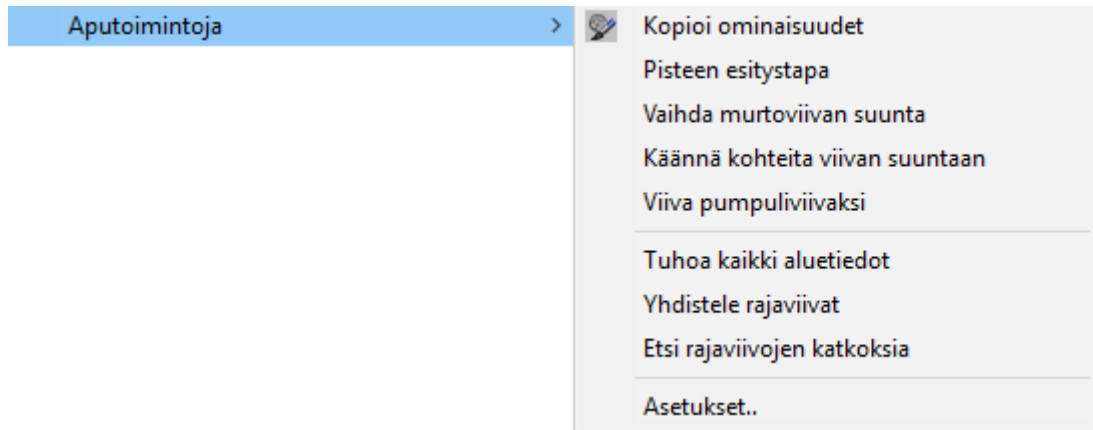 Aputoimintoja
Kopioi ominaisuudet
Pisteen esitystapa
Vaihda murtoviivan suunta
Käännä kohteita viivan suuntaan
Viiva pumpuliviivaksi
Tuhoa kaikki aluetiedot
Yhdistele rajaviivat
Etsi rajaviivojen katkoksia
Asetukset..